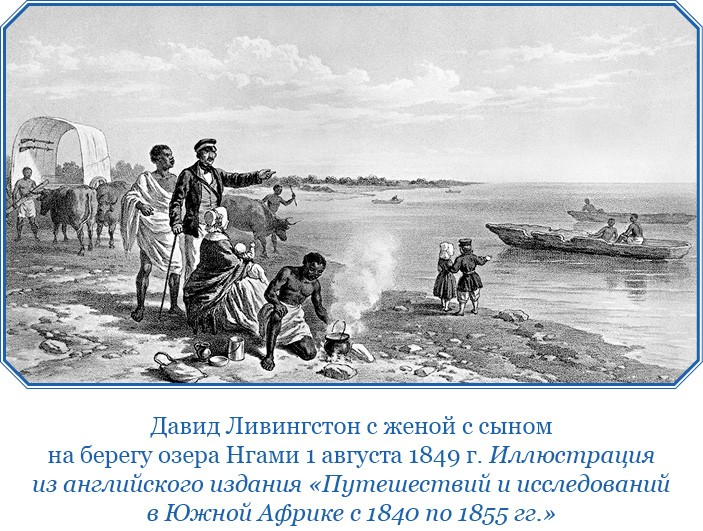 Давид Ливингстон с женой с сыном
на берегу озера Нгами 1 августа 1849 г. Иллюстрация
из английского издания «Путешествий и исследований
в Южной Африке с 1840 по 1855 гг.»